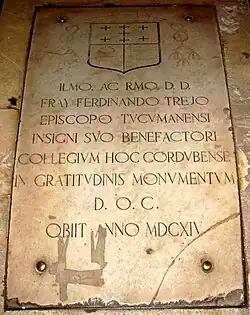 ILMO. AC RMO. D. D.
FRAY FERDINANDO TREJO
EPISCOPO TVCVMANENSI
INSIGNI SVO BENEFACTORI
COLLEGIVM HOC CORDVBENSE
IN GRATITVDINIS MONVMENTVM
D. O. C.
OBIIT ANNO MDCXIV